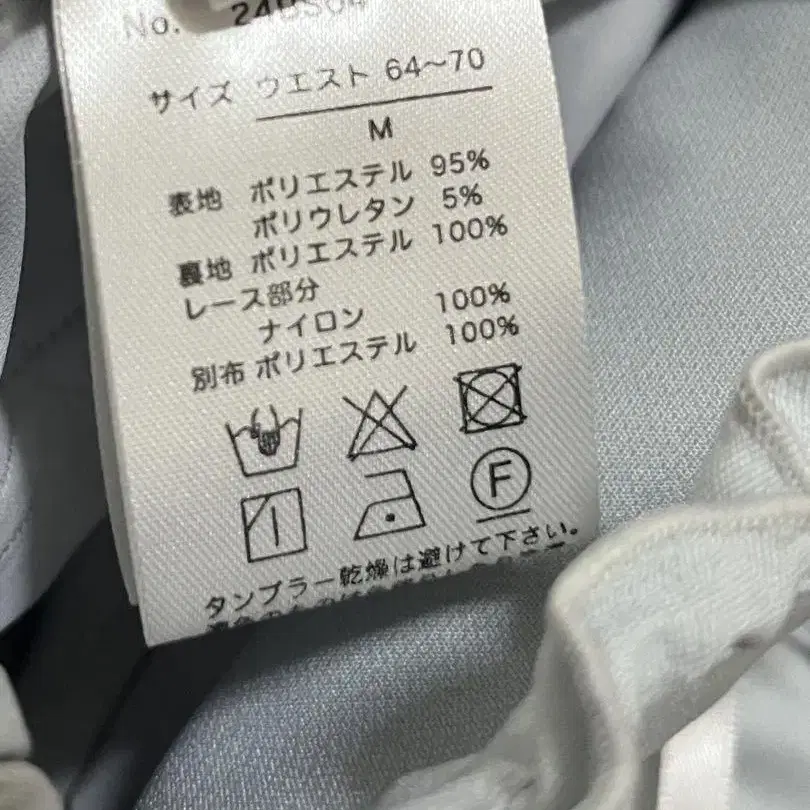 No.
サイズ ウエスト 64～70
M
表地 ポリエステル 95%
ポリウレタン 5%
裏地 ポリエステル 100%
レース部分
ナイロン 100%
別布 ポリエステル 100%
F
タンブラー乾燥は避けて下さい。